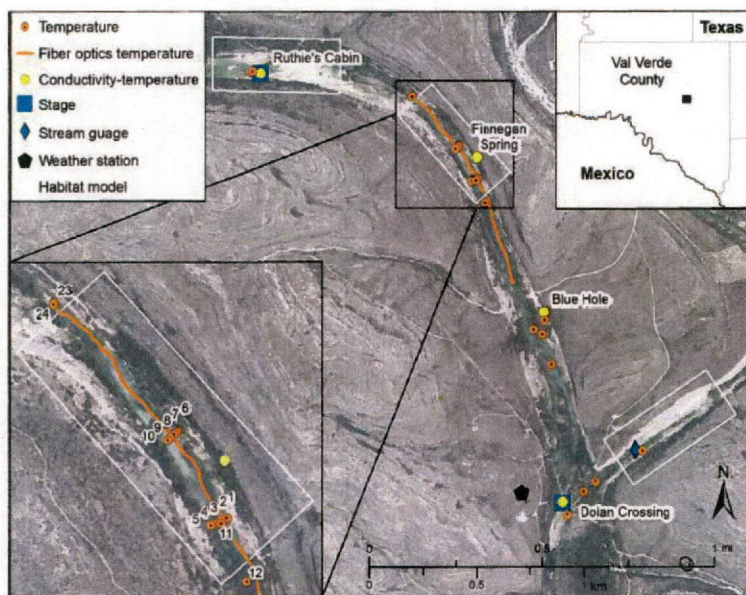 Temperature
Fiber optics temperature
Conductivity-temperature
Stage
Stream guage
Weather station
Habitat model
Ruthie's Cabin
Finnegan
Spring
Texas
Val Verde
County
Mexico
Blue Hole
Dolan Crossing
N
0 0.5 1 mi
0 0.5 1 km
23
24
6
7
8
9
10
1
2
3
4
5
11
12